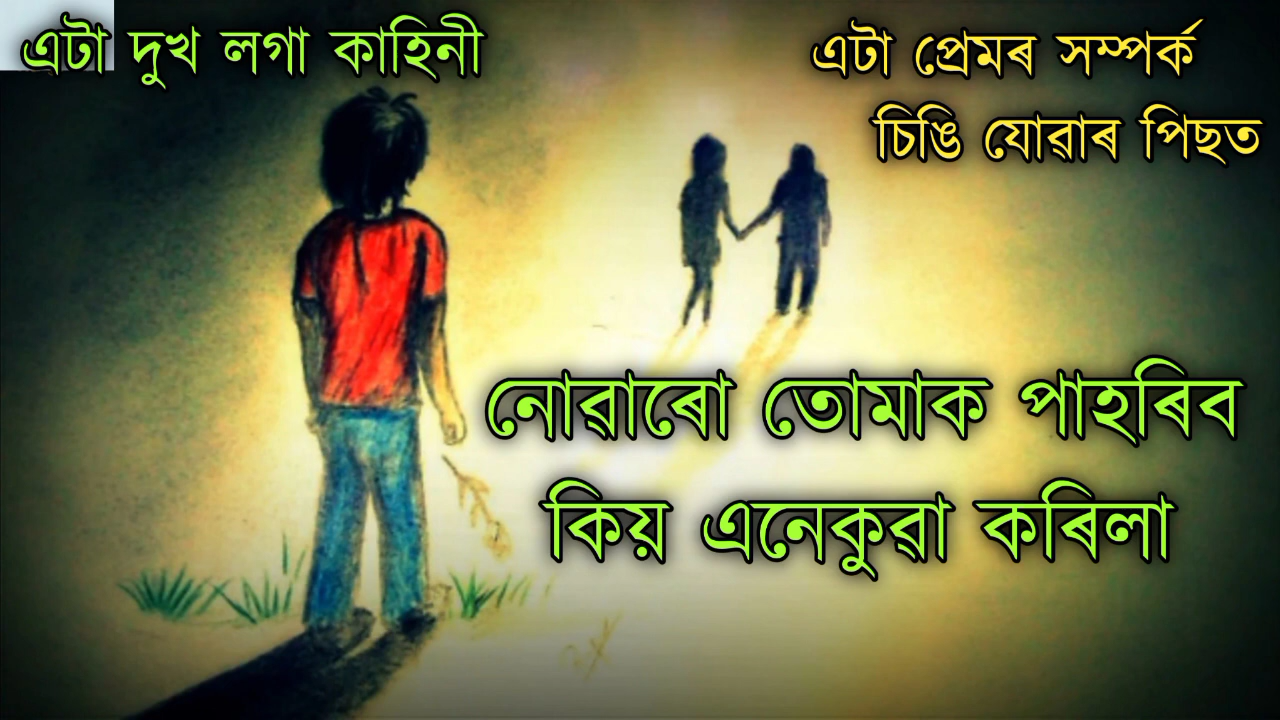 এটা দুখ লগা কাহিনী
এটা প্ৰেমৰ সম্পৰ্ক
চিঙি যোৱাৰ পিছত
নোৱাৰো তোমাক পাহৰিব
কিয় এনেকুৱা কৰিলা